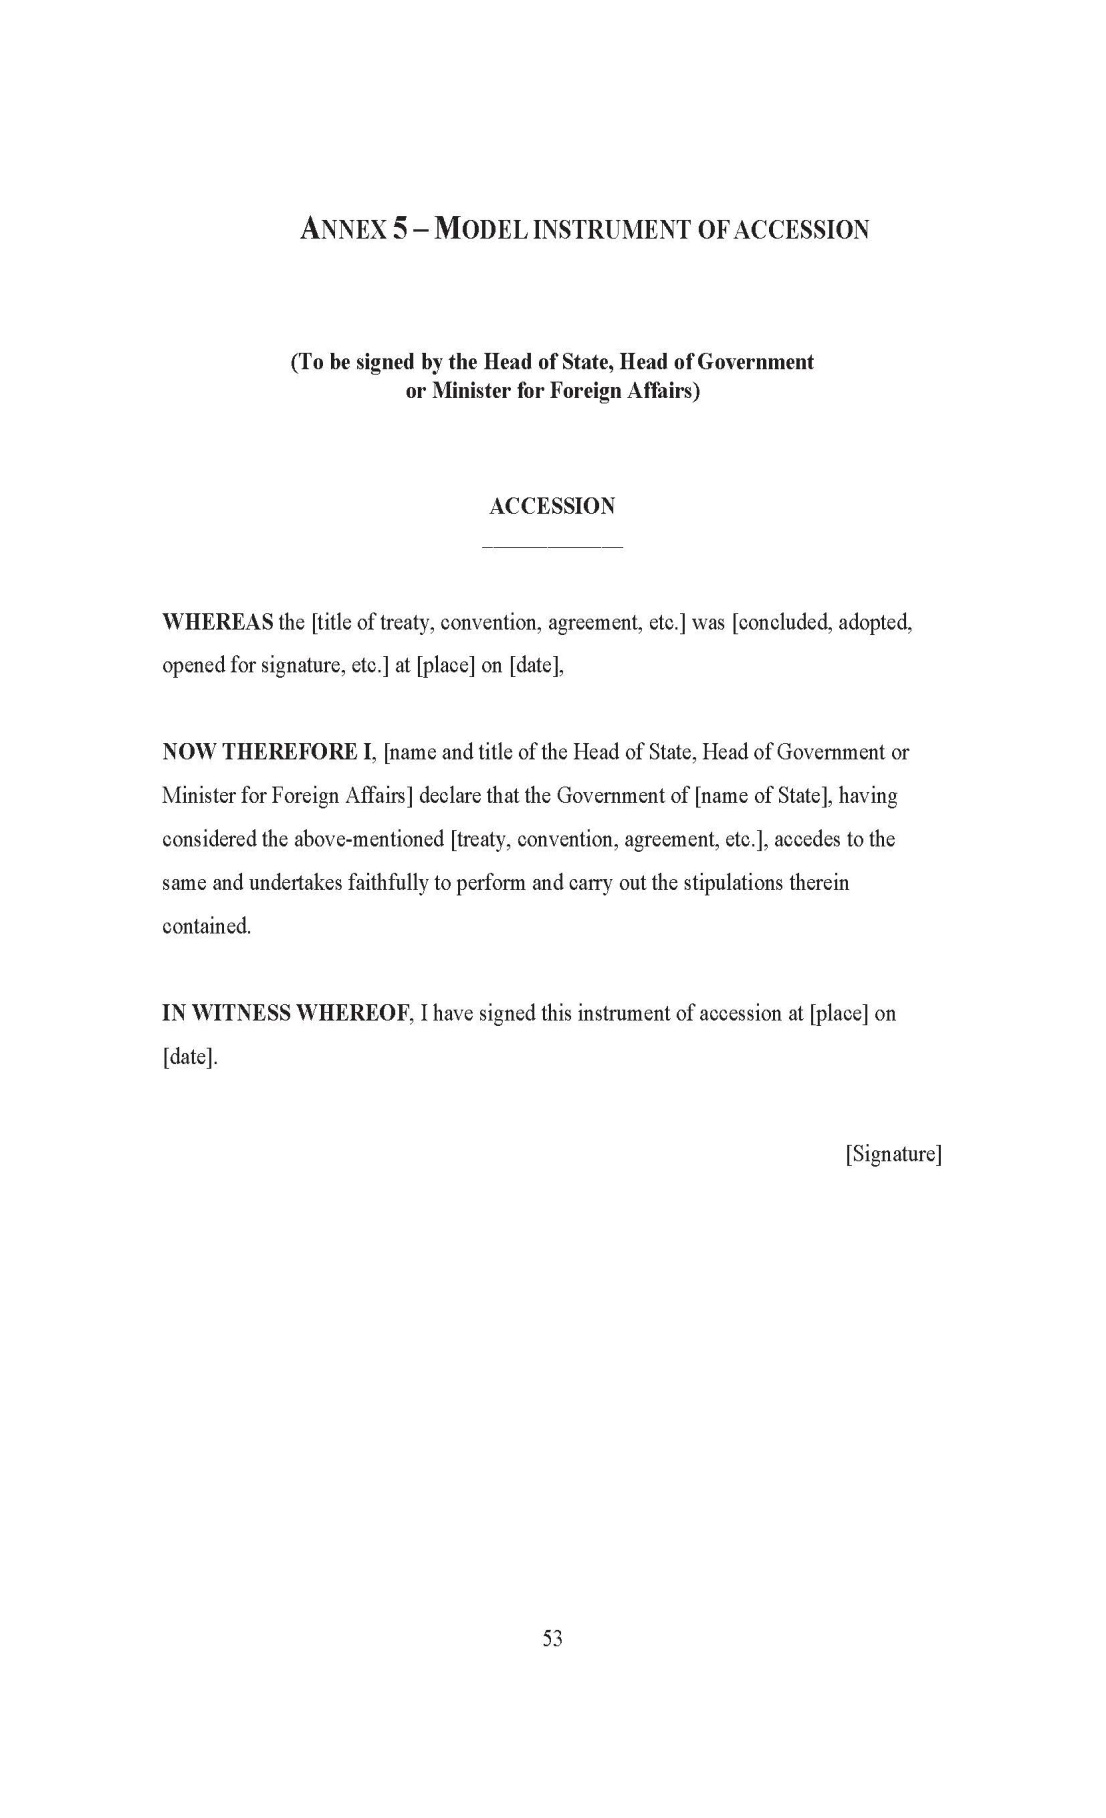 ANNEX 5 – MODEL INSTRUMENT OF ACCESSION
(To be signed by the Head of State, Head of Government
or Minister for Foreign Affairs)
ACCESSION
WHEREAS the [title of treaty, convention, agreement, etc.] was [concluded, adopted,
opened for signature, etc.] at [place] on [date],
NOW THEREFORE I, [name and title of the Head of State, Head of Government or
Minister for Foreign Affairs] declare that the Government of [name of State], having
considered the above-mentioned [treaty, convention, agreement, etc.], accedes to the
same and undertakes faithfully to perform and carry out the stipulations therein
contained.
IN WITNESS WHEREOF, I have signed this instrument of accession at [place] on
[date].
[Signature]
53